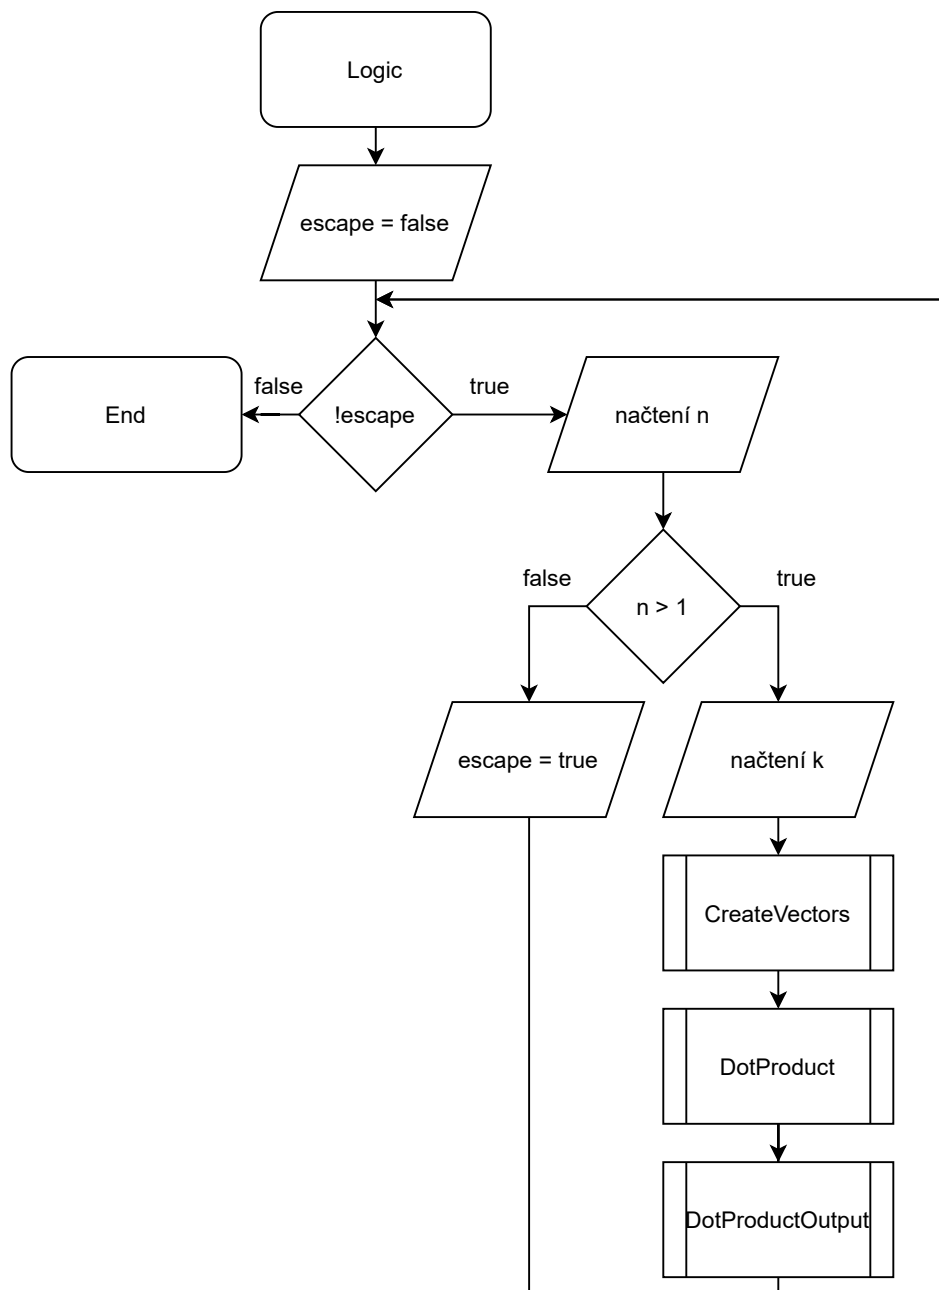 Logic
escape = false
false
true
End
!escape
načtení n
false
true
n > 1
escape = true
načtení k
CreateVectors
DotProduct
DotProductOutput